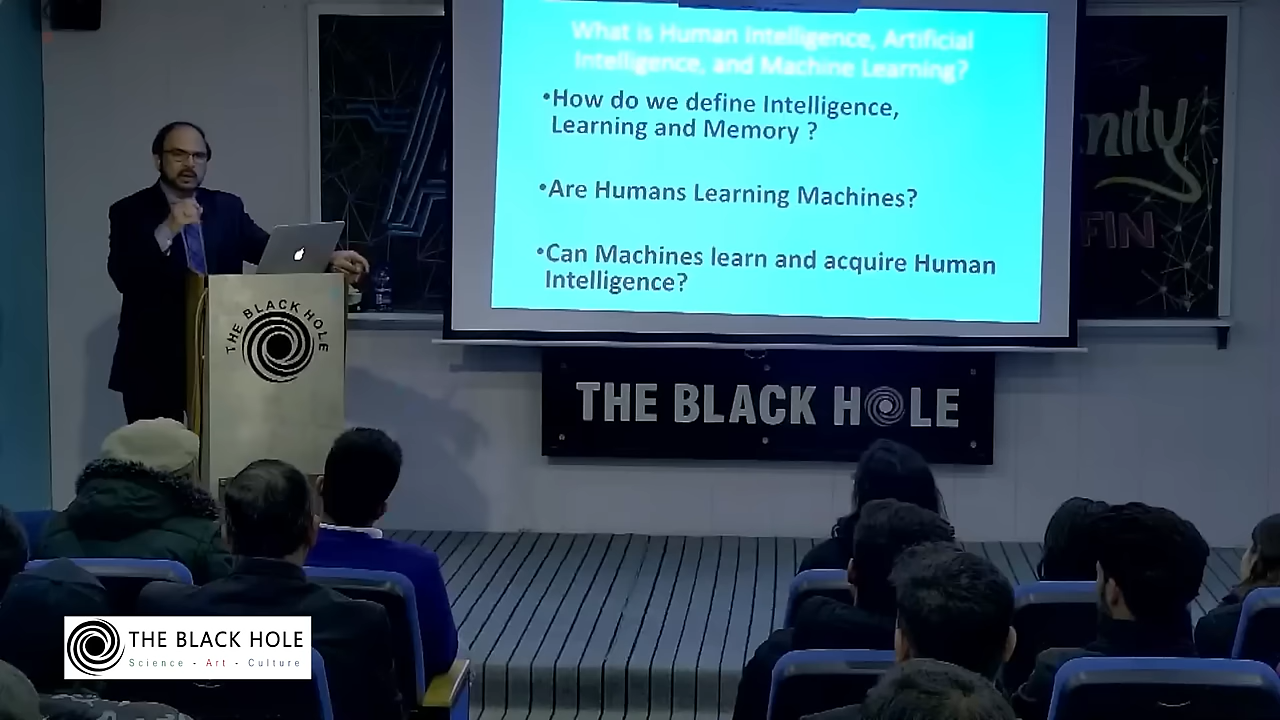 What is Human Intelligence, Artificial
Intelligence, and Machine Learning?
•How do we define Intelligence,
Learning and Memory ?
•Are Humans Learning Machines?
•Can Machines learn and acquire Human
Intelligence?
nity
FIN
THE BLACK HOLE
THE BLACK HOLE
THE BLACK HOLE
Science - Art - Culture